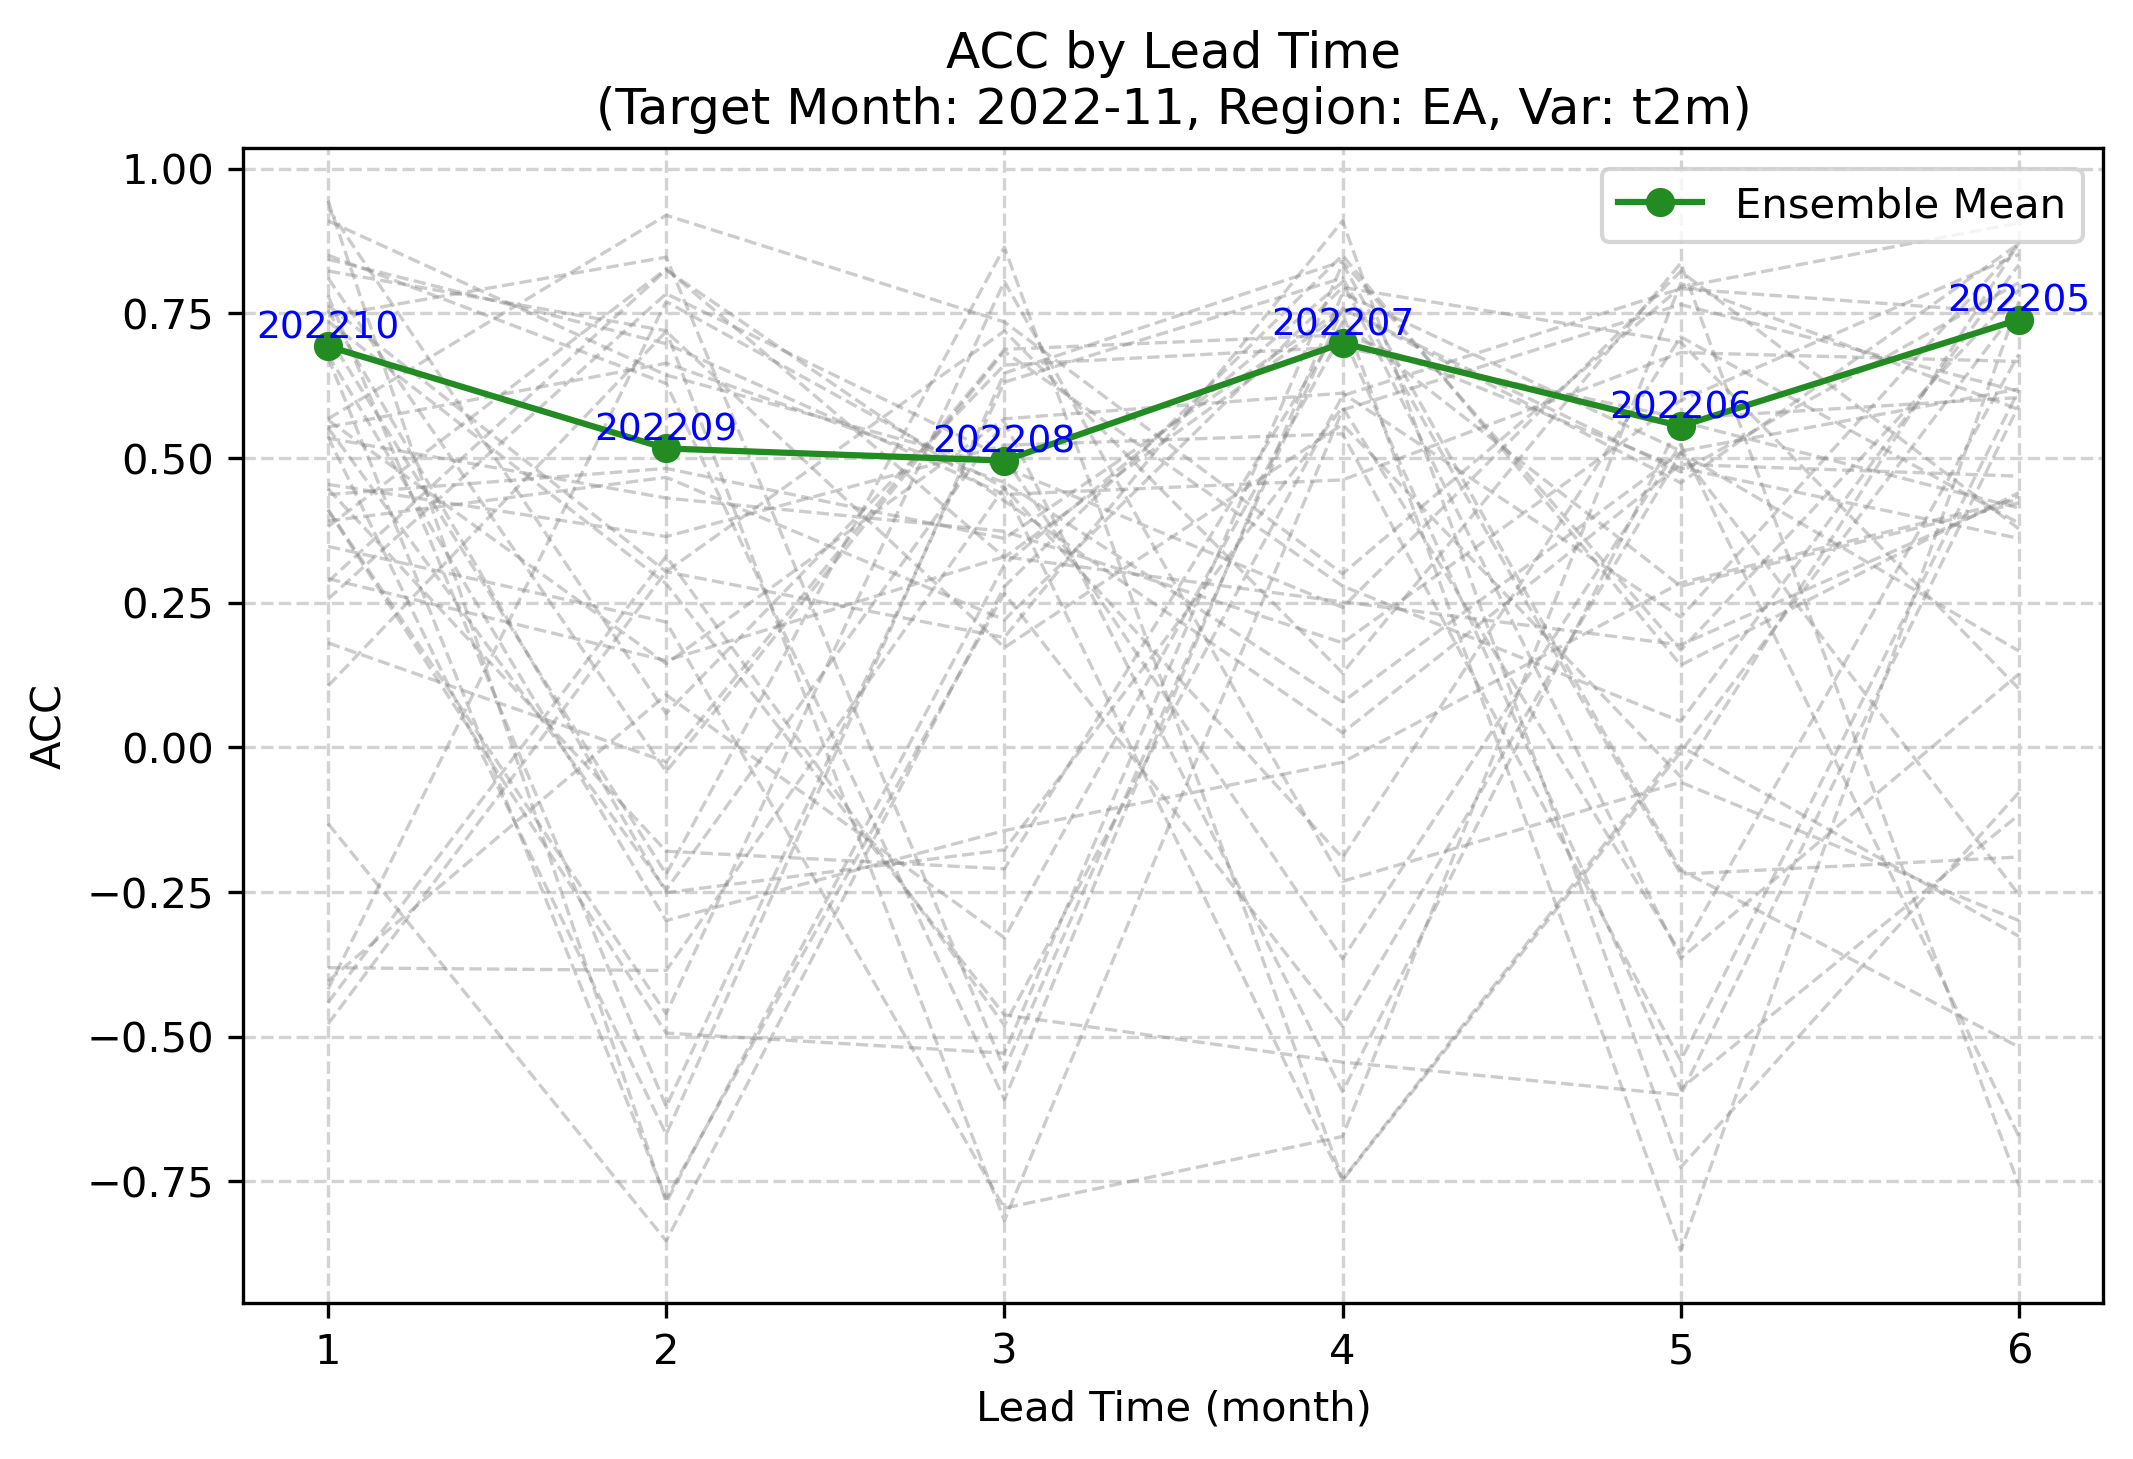 ACC by Lead Time
(Target Month: 2022-11, Region: EA, Var: t2m)
1.00
0.75
0.50
0.25
0.00
−0.25
−0.50
−0.75
ACC
Ensemble Mean
202210
202209
202208
202207
202206
202205
1 2 3 4 5 6
Lead Time (month)